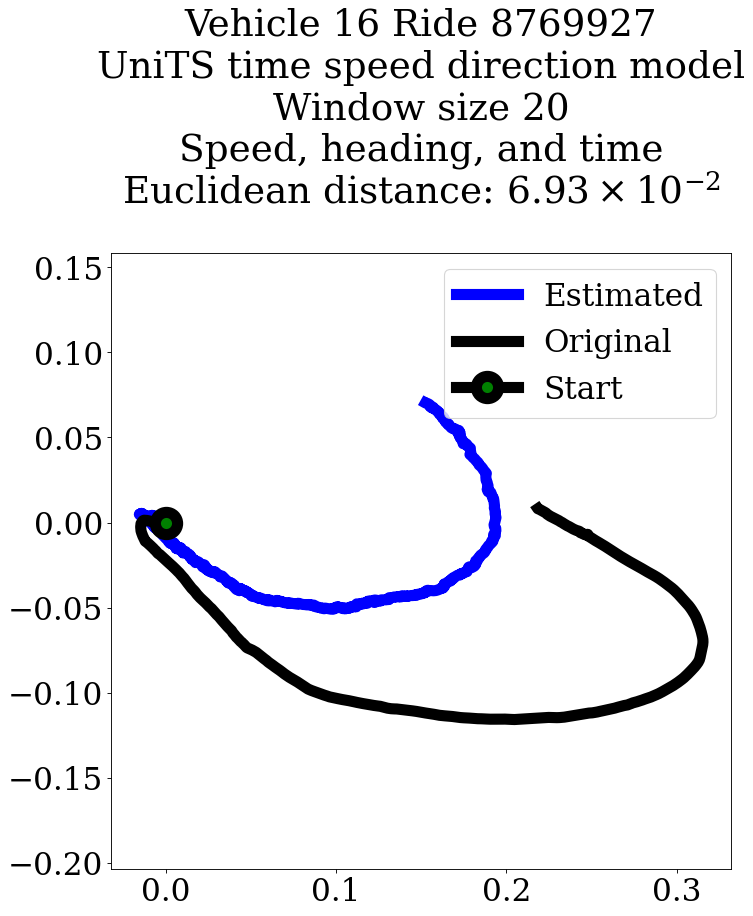 Vehicle 16 Ride 8769927
UniTS time speed direction model
Window size 20
Speed, heading, and time
Euclidean distance: 6.93 × 10⁻²
Estimated
Original
Start
0.15
0.10
0.05
0.00
−0.05
−0.10
−0.15
−0.20
0.0 0.1 0.2 0.3